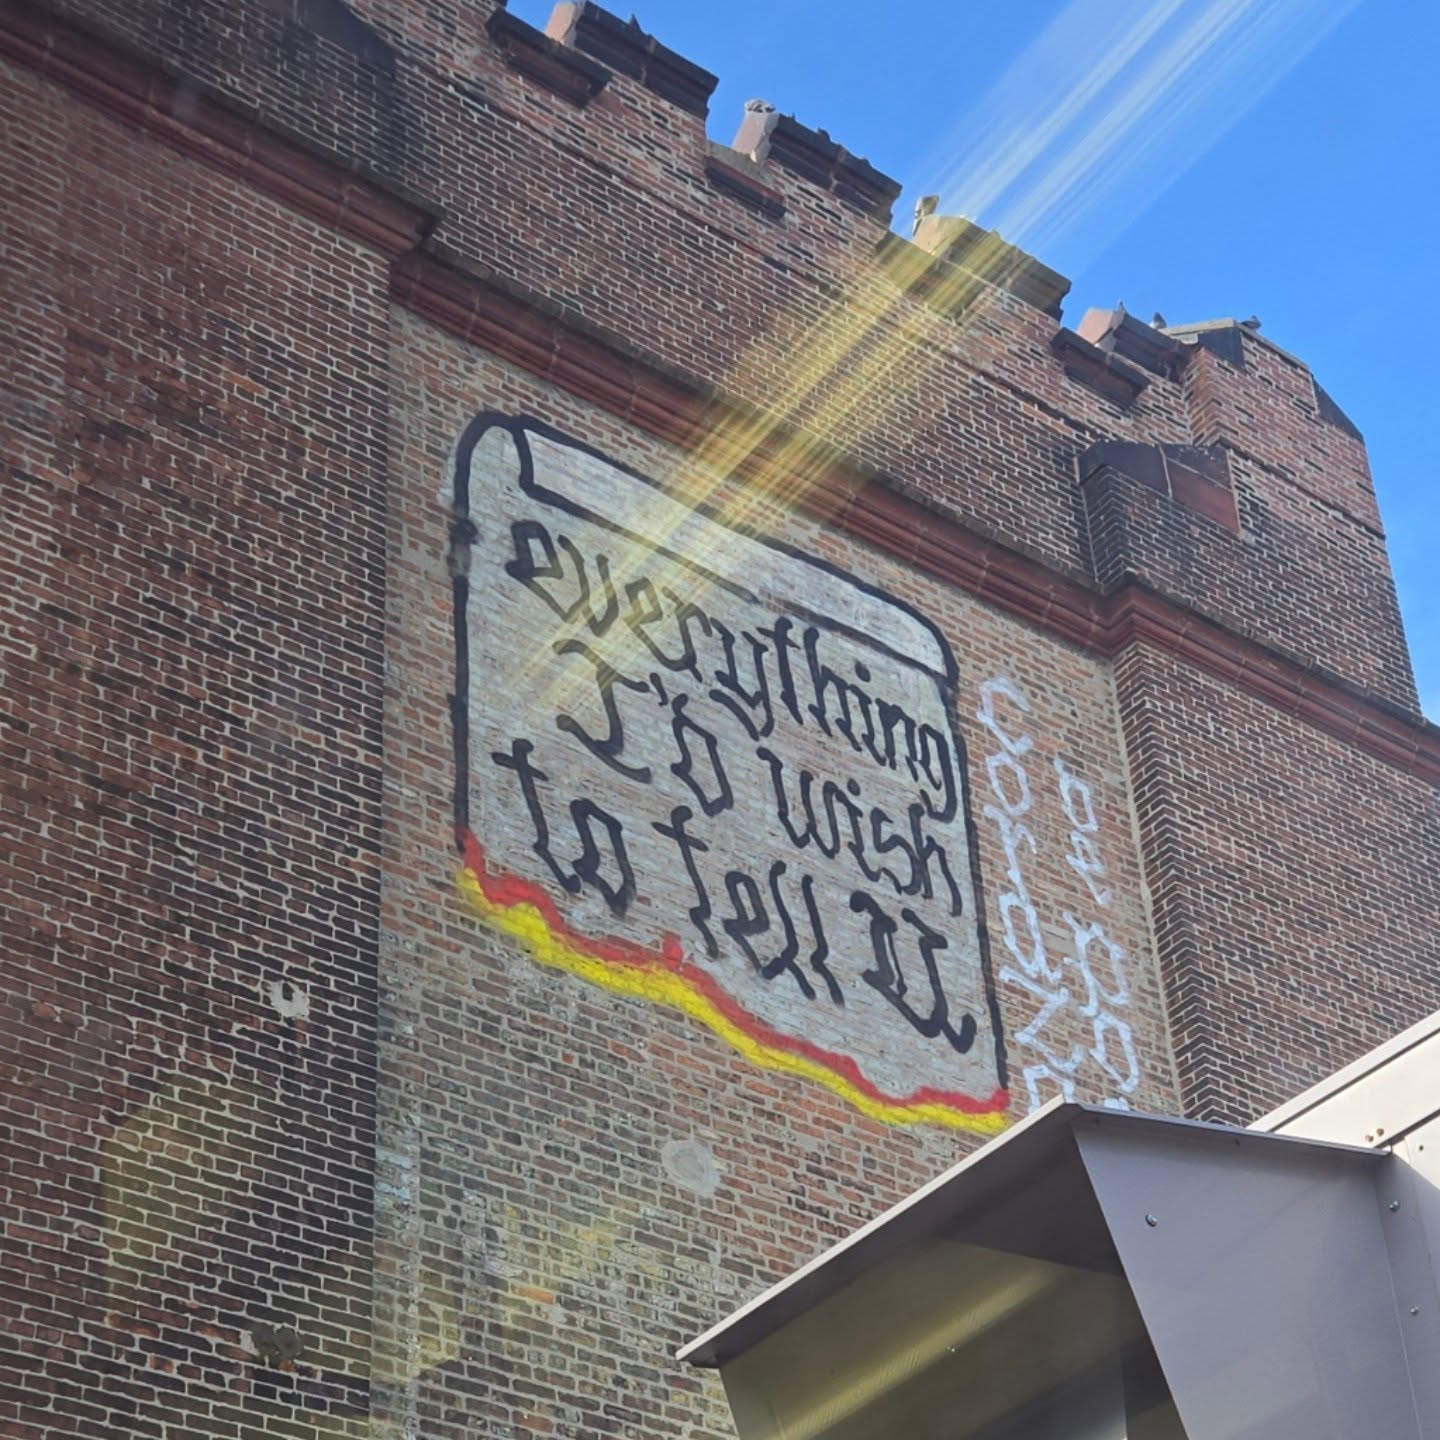 everything
I'd wish
to tell U